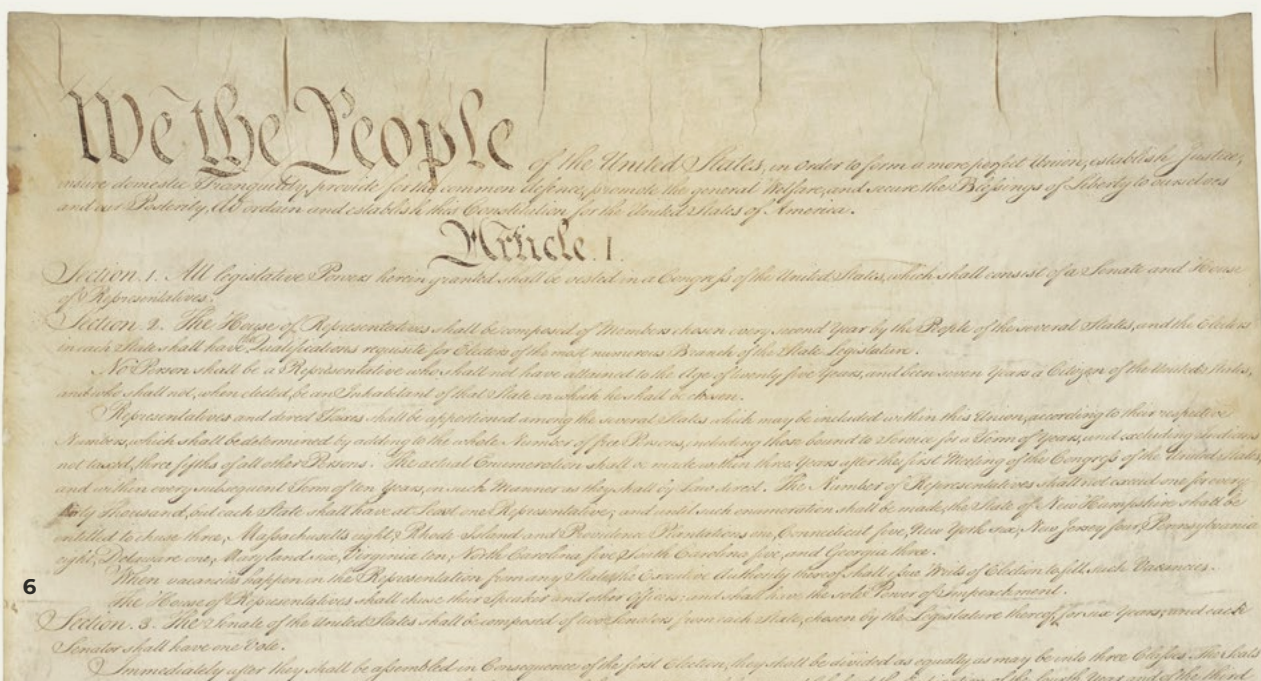 We the People of the United States, in Order to form a more perfect Union, establish Justice,
insure domestic Tranquility, provide for the common defence, promote the general Welfare, and secure the Blessings of Liberty to ourselves
and our Posterity, do ordain and establish this Constitution for the United States of America.
Article. I.
Section. 1. All legislative Powers herein granted shall be vested in a Congress of the United States, which shall consist of a Senate and House
of Representatives.
Section. 2. The House of Representatives shall be composed of Members chosen every second Year by the People of the several States, and the Electors
in each State shall have the Qualifications requisite for Electors of the most numerous Branch of the State Legislature.
No Person shall be a Representative who shall not have attained to the Age of twenty five Years, and been seven Years a Citizen of the United States,
and who shall not, when elected, be an Inhabitant of that State in which he shall be chosen.
Representatives and direct Taxes shall be apportioned among the several States which may be included within this Union, according to their respective
Numbers, which shall be determined by adding to the whole Number of free Persons, including those bound to Service for a Term of Years, and excluding Indians
not taxed, three fifths of all other Persons. The actual Enumeration shall be made within three Years after the first Meeting of the Congress of the United States,
and within every subsequent Term of ten Years, in such Manner as they shall by Law direct. The Number of Representatives shall not exceed one for every
thirty Thousand, but each State shall have at Least one Representative; and until such enumeration shall be made, the State of New Hampshire shall be
entitled to chuse three, Massachusetts eight, Rhode-Island and Providence Plantations one, Connecticut five, New-York six, New Jersey four, Pennsylvania
eight, Delaware one, Maryland six, Virginia ten, North Carolina five, South Carolina five, and Georgia three.
When vacancies happen in the Representation from any State, the Executive Authority thereof shall issue Writs of Election to fill such Vacancies.
6
The House of Representatives shall chuse their Speaker and other Officers; and shall have the sole Power of Impeachment.
Section. 3. The Senate of the United States shall be composed of two Senators from each State, chosen by the Legislature thereof, for six Years; and each
Senator shall have one Vote.
Immediately after they shall be assembled in Consequence of the first Election, they shall be divided as equally as may be into three Classes. The Seats
of the fourth Year, and of the third